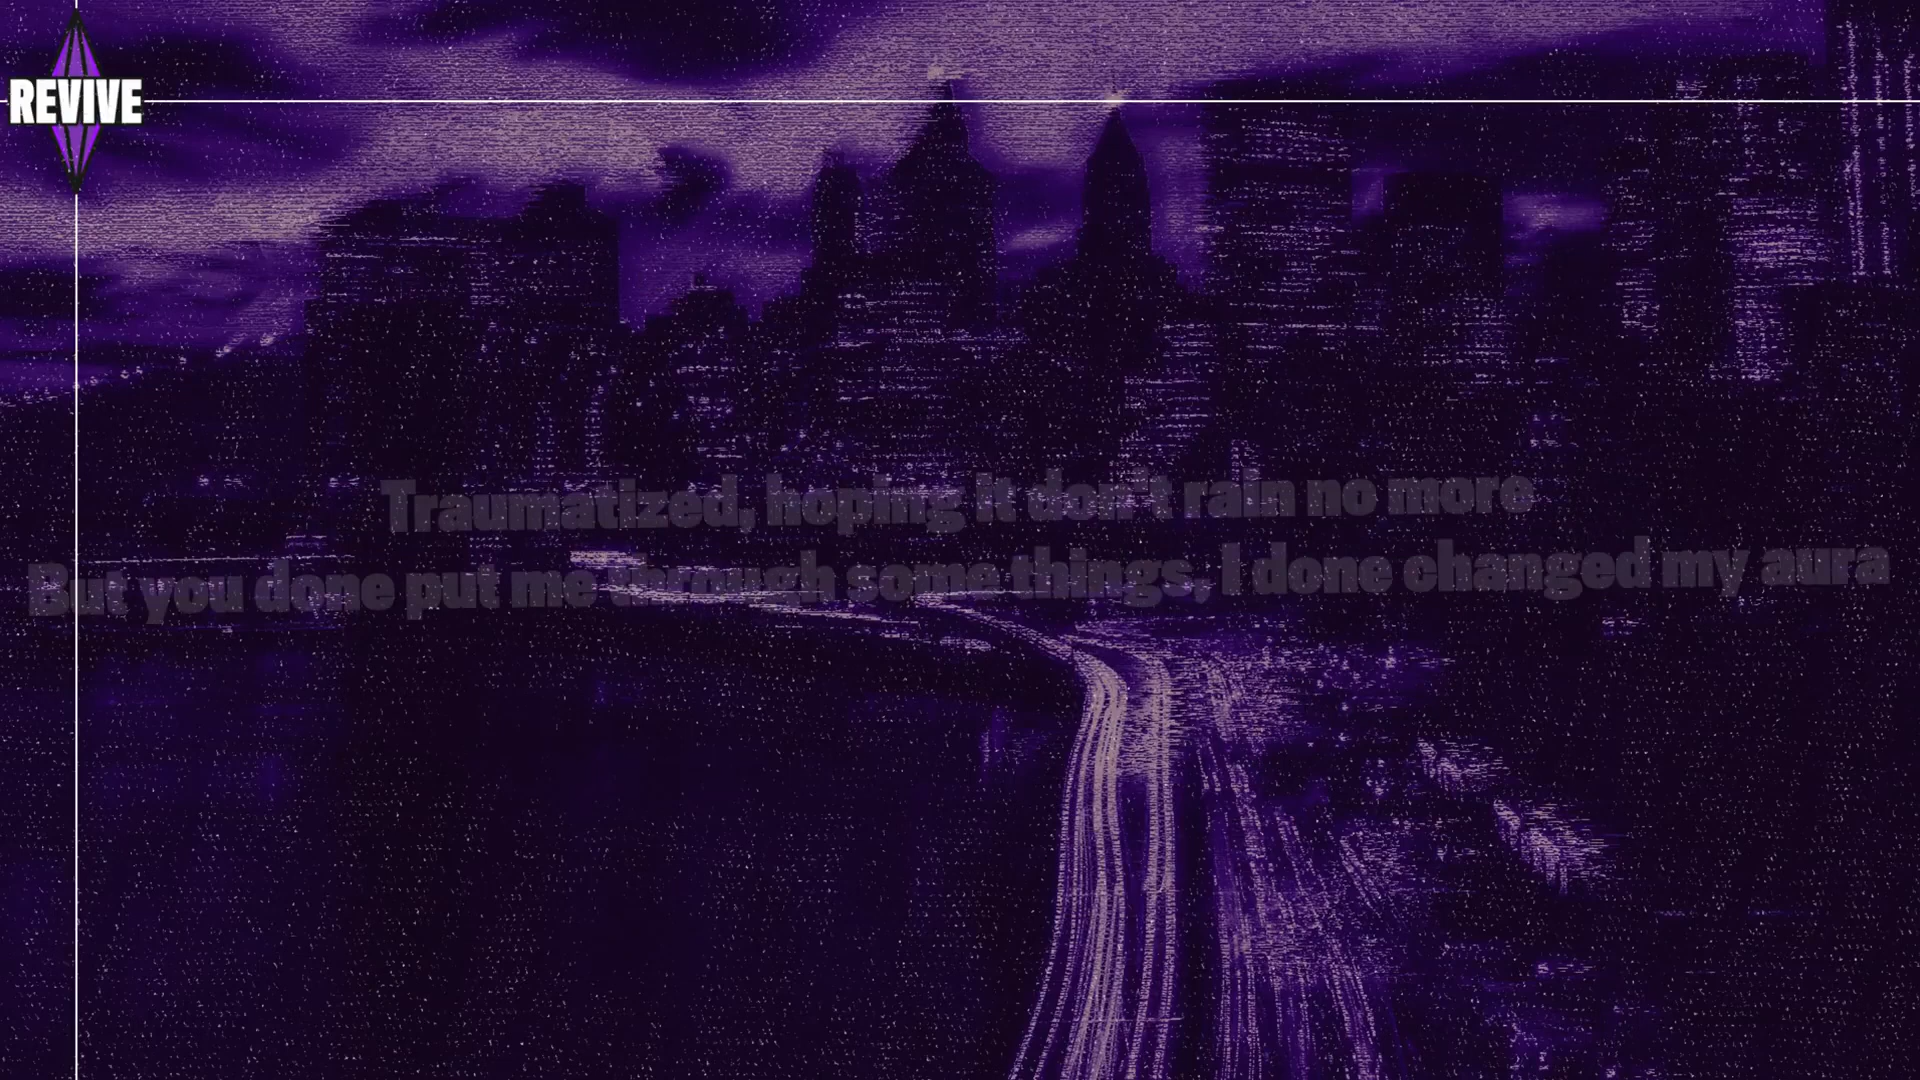 REVIVE
Traumatized, hoping it don't rain no more
But you done put me through some things, I done changed my aura